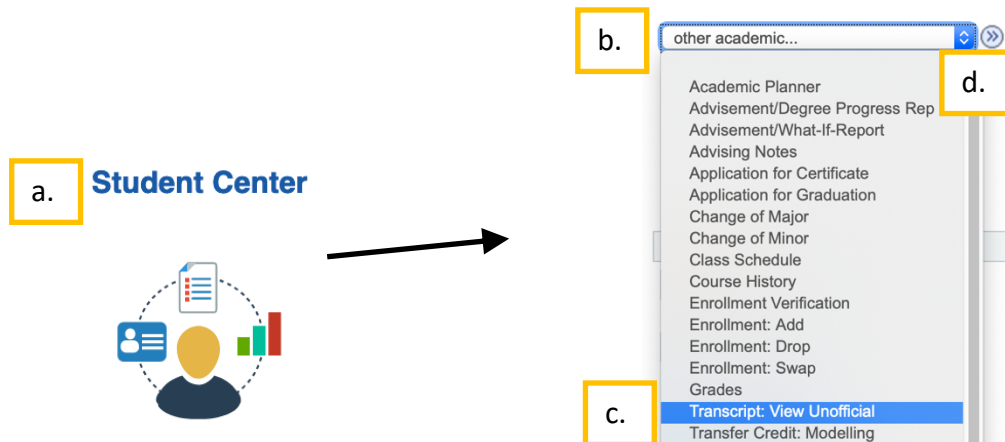 a.
Student Center
b.
other academic...
d.
Academic Planner
Advisement/Degree Progress Rep
Advisement/What-If-Report
Advising Notes
Application for Certificate
Application for Graduation
Change of Major
Change of Minor
Class Schedule
Course History
Enrollment Verification
Enrollment: Add
Enrollment: Drop
Enrollment: Swap
Grades
c.
Transcript: View Unofficial
Transfer Credit: Modelling